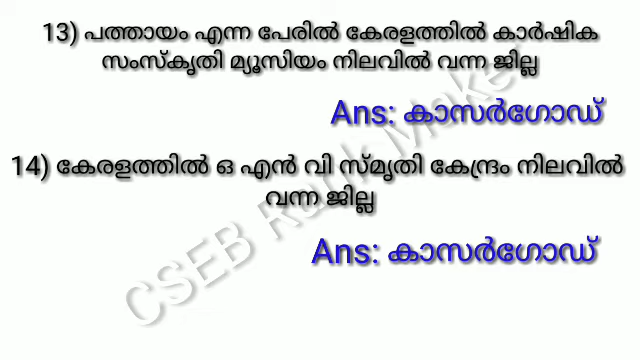 13) പത്തായം എന്ന പേരിൽ കേരളത്തിൽ കാർഷിക
സംസ്കൃതി മ്യൂസിയം നിലവിൽ വന്ന ജില്ല
Ans: കാസർഗോഡ്
14) കേരളത്തിൽ ഒ എൻ വി സ്മൃതി കേന്ദ്രം നിലവിൽ
വന്ന ജില്ല
Ans: കാസർഗോഡ്
CSEB Rank Maker